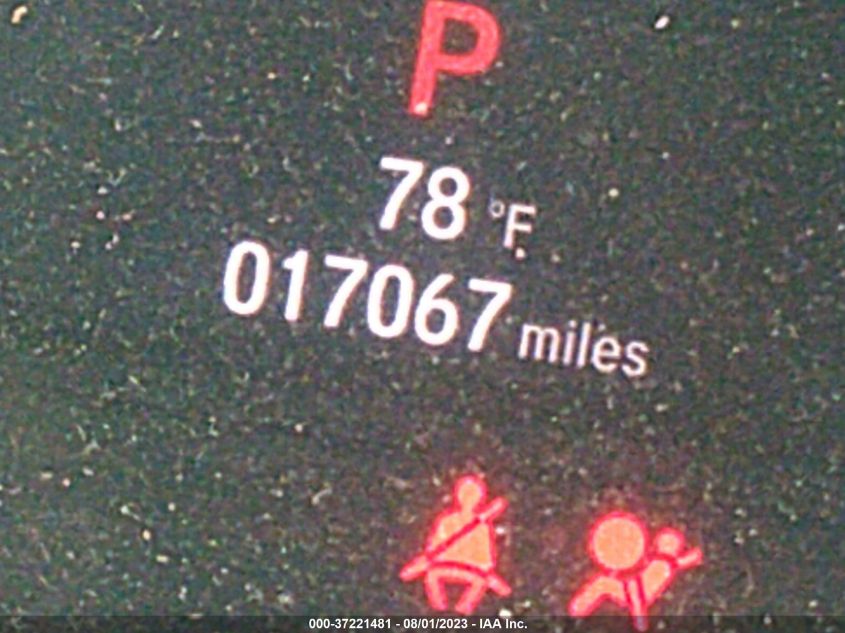 P
78 °F
017067 miles
000-37221481 - 08/01/2023 - IAA Inc.